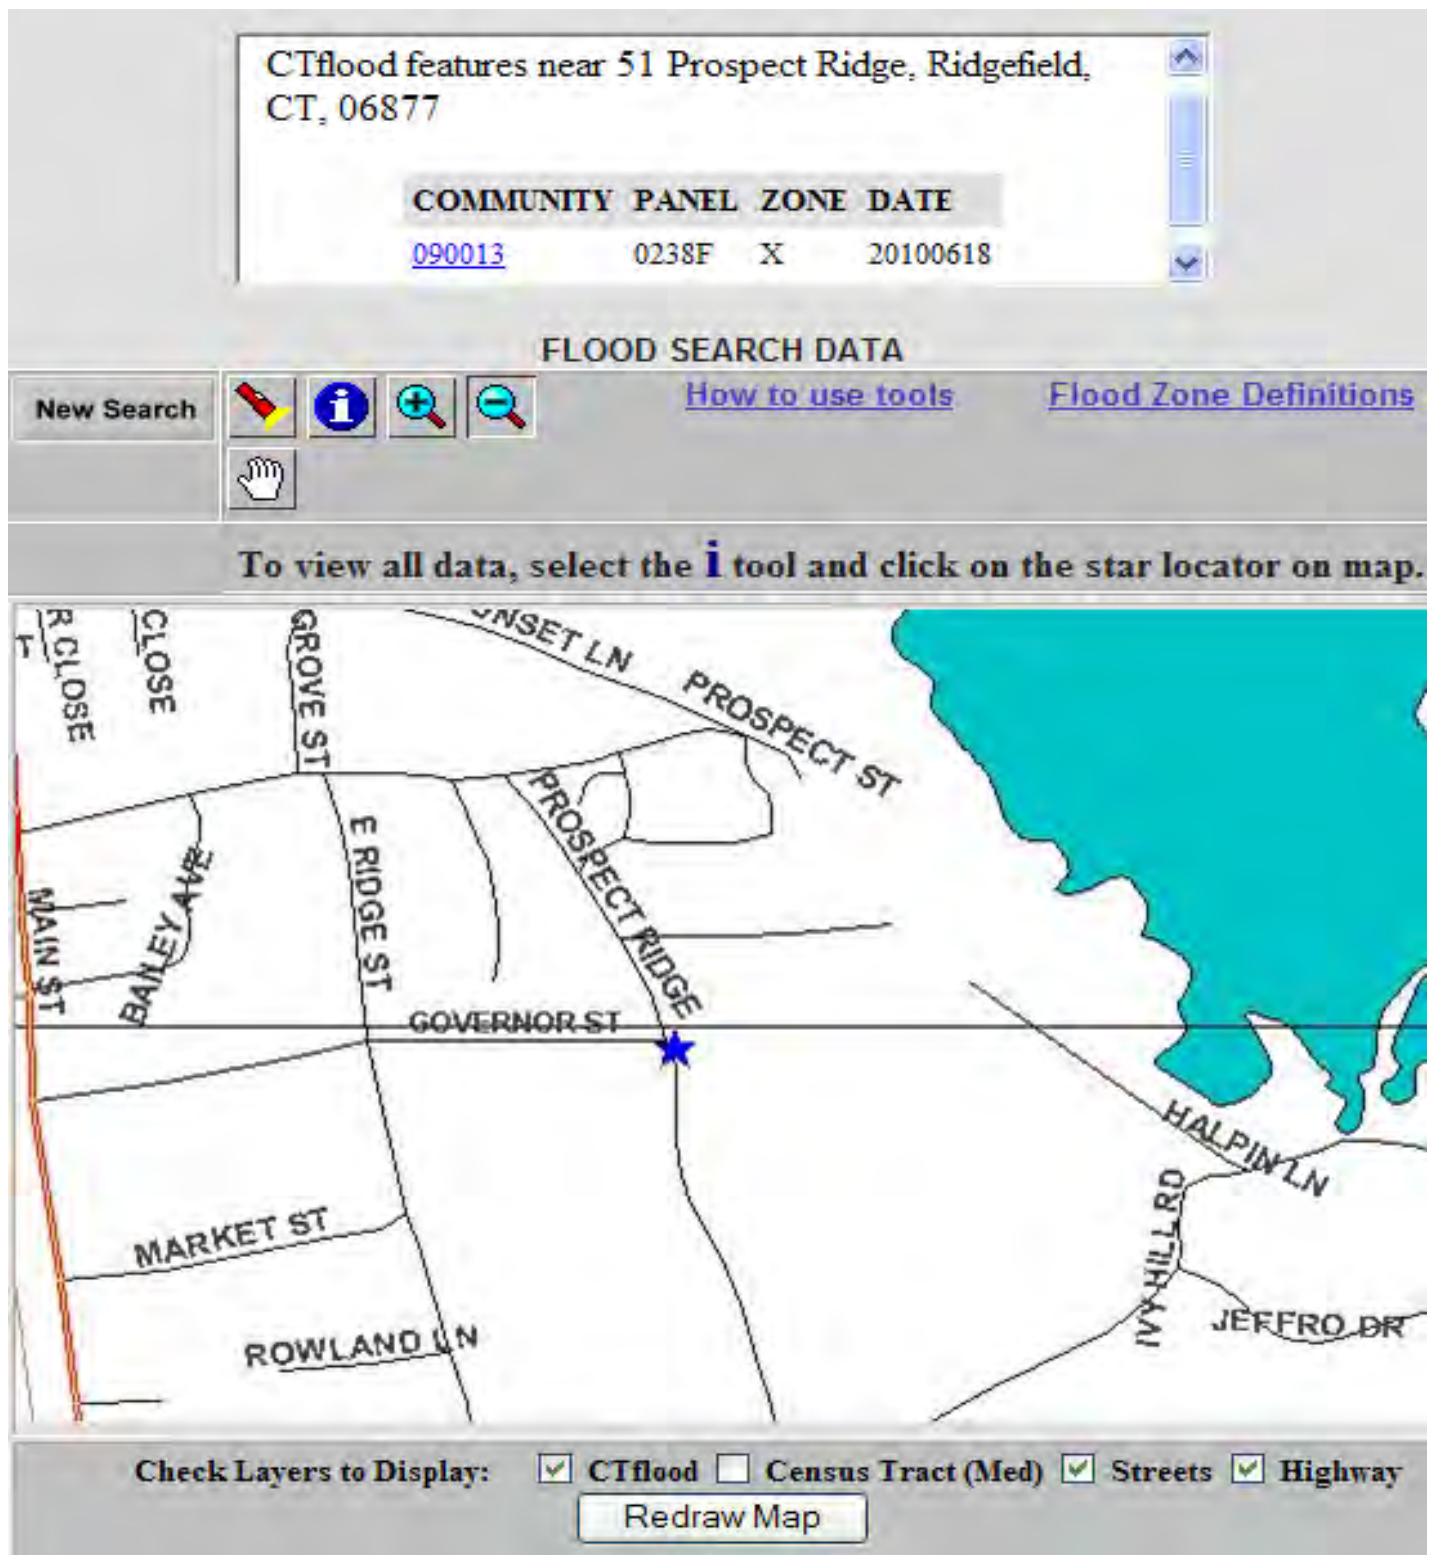 CTflood features near 51 Prospect Ridge, Ridgefield,
CT, 06877
COMMUNITY PANEL ZONE DATE
090013 0238F X 20100618
FLOOD SEARCH DATA
New Search
How to use tools
Flood Zone Definitions
To view all data, select the i tool and click on the star locator on map.
R CLOSE
CLOSE
GROVE ST
UNSET LN
PROSPECT ST
PROSPECT RIDGE
E RIDGE ST
BAILEY AVE
MAIN ST
GOVERNOR ST
HALPIN LN
IVY HILL RD
MARKET ST
JEFFRO DR
ROWLAND LN
Check Layers to Display: CTflood Census Tract (Med) Streets Highway
Redraw Map